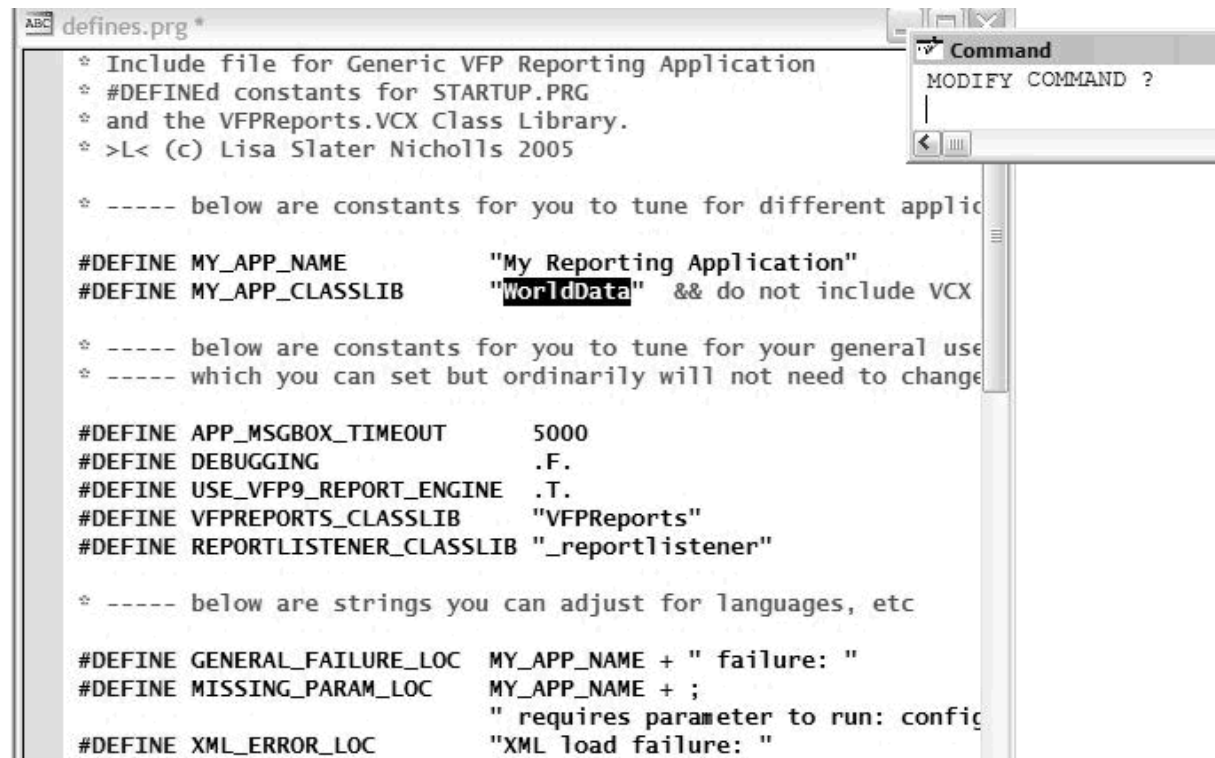 defines.prg *
* Include file for Generic VFP Reporting Application
* #DEFINEd constants for STARTUP.PRG
* and the VFPReports.VCX Class Library.
* >L< (c) Lisa Slater Nicholls 2005
* ----- below are constants for you to tune for different applic
#DEFINE MY_APP_NAME "My Reporting Application"
#DEFINE MY_APP_CLASSLIB "WorldData" && do not include VCX
* ----- below are constants for you to tune for your general use
* ----- which you can set but ordinarily will not need to change
#DEFINE APP_MSGBOX_TIMEOUT 5000
#DEFINE DEBUGGING .F.
#DEFINE USE_VFP9_REPORT_ENGINE .T.
#DEFINE VFPREPORTS_CLASSLIB "VFPReports"
#DEFINE REPORTLISTENER_CLASSLIB "_reportlistener"
* ----- below are strings you can adjust for languages, etc
#DEFINE GENERAL_FAILURE_LOC MY_APP_NAME + " failure: "
#DEFINE MISSING_PARAM_LOC MY_APP_NAME + ;
" requires parameter to run: config
#DEFINE XML_ERROR_LOC "XML load failure: "
Command
MODIFY COMMAND ?